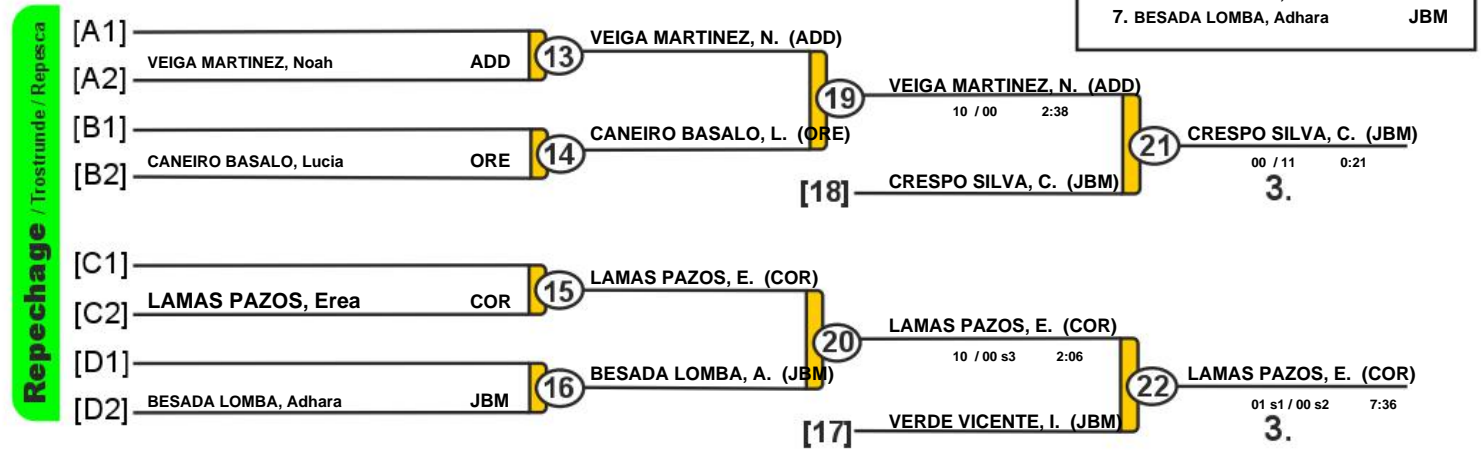 7. BESADA LOMBA, Adhara JBM
Repechage / Trostrunde / Repesca
[A1]
VEIGA MARTINEZ, Noah ADD
[A2]
13
VEIGA MARTINEZ, N. (ADD)
[B1]
CANEIRO BASALO, Lucia ORE
[B2]
14
CANEIRO BASALO, L. (ORE)
19
VEIGA MARTINEZ, N. (ADD)
10 / 00 2:38
[18]
CRESPO SILVA, C. (JBM)
21
CRESPO SILVA, C. (JBM)
00 / 11 0:21
3.
[C1]
LAMAS PAZOS, Erea COR
[C2]
15
LAMAS PAZOS, E. (COR)
[D1]
BESADA LOMBA, Adhara JBM
[D2]
16
BESADA LOMBA, A. (JBM)
20
LAMAS PAZOS, E. (COR)
10 / 00 s3 2:06
[17]
VERDE VICENTE, I. (JBM)
22
LAMAS PAZOS, E. (COR)
01 s1 / 00 s2 7:36
3.